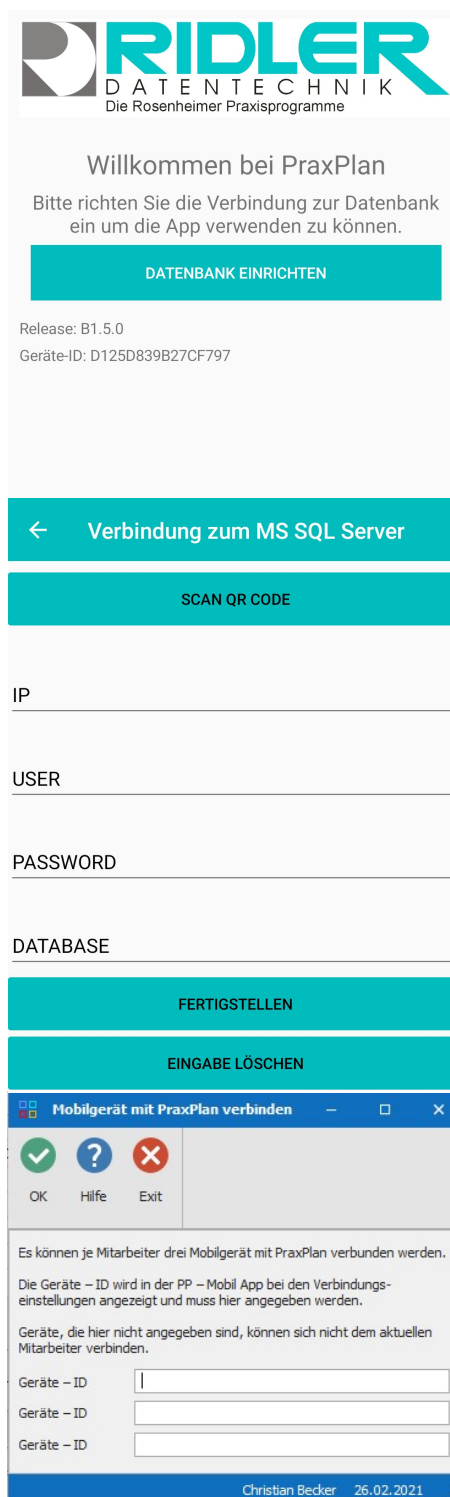 RIDLER
DATENTECHNIK
Die Rosenheimer Praxisprogramme
Willkommen bei PraxPlan
Bitte richten Sie die Verbindung zur Datenbank
ein um die App verwenden zu können.
DATENBANK EINRICHTEN
Release: B1.5.0
Geräte-ID: D125D839B27CF797
Verbindung zum MS SQL Server
SCAN QR CODE
IP
USER
PASSWORD
DATABASE
FERTIGSTELLEN
EINGABE LÖSCHEN
Mobilgerät mit PraxPlan verbinden
OK Hilfe Exit
Es können je Mitarbeiter drei Mobilgerät mit PraxPlan verbunden werden.
Die Geräte – ID wird in der PP – Mobil App bei den Verbindungs-
einstellungen angezeigt und muss hier angegeben werden.
Geräte, die hier nicht angegeben sind, können sich nicht dem aktuellen
Mitarbeiter verbinden.
Geräte – ID
Geräte – ID
Geräte – ID
Christian Becker 26.02.2021